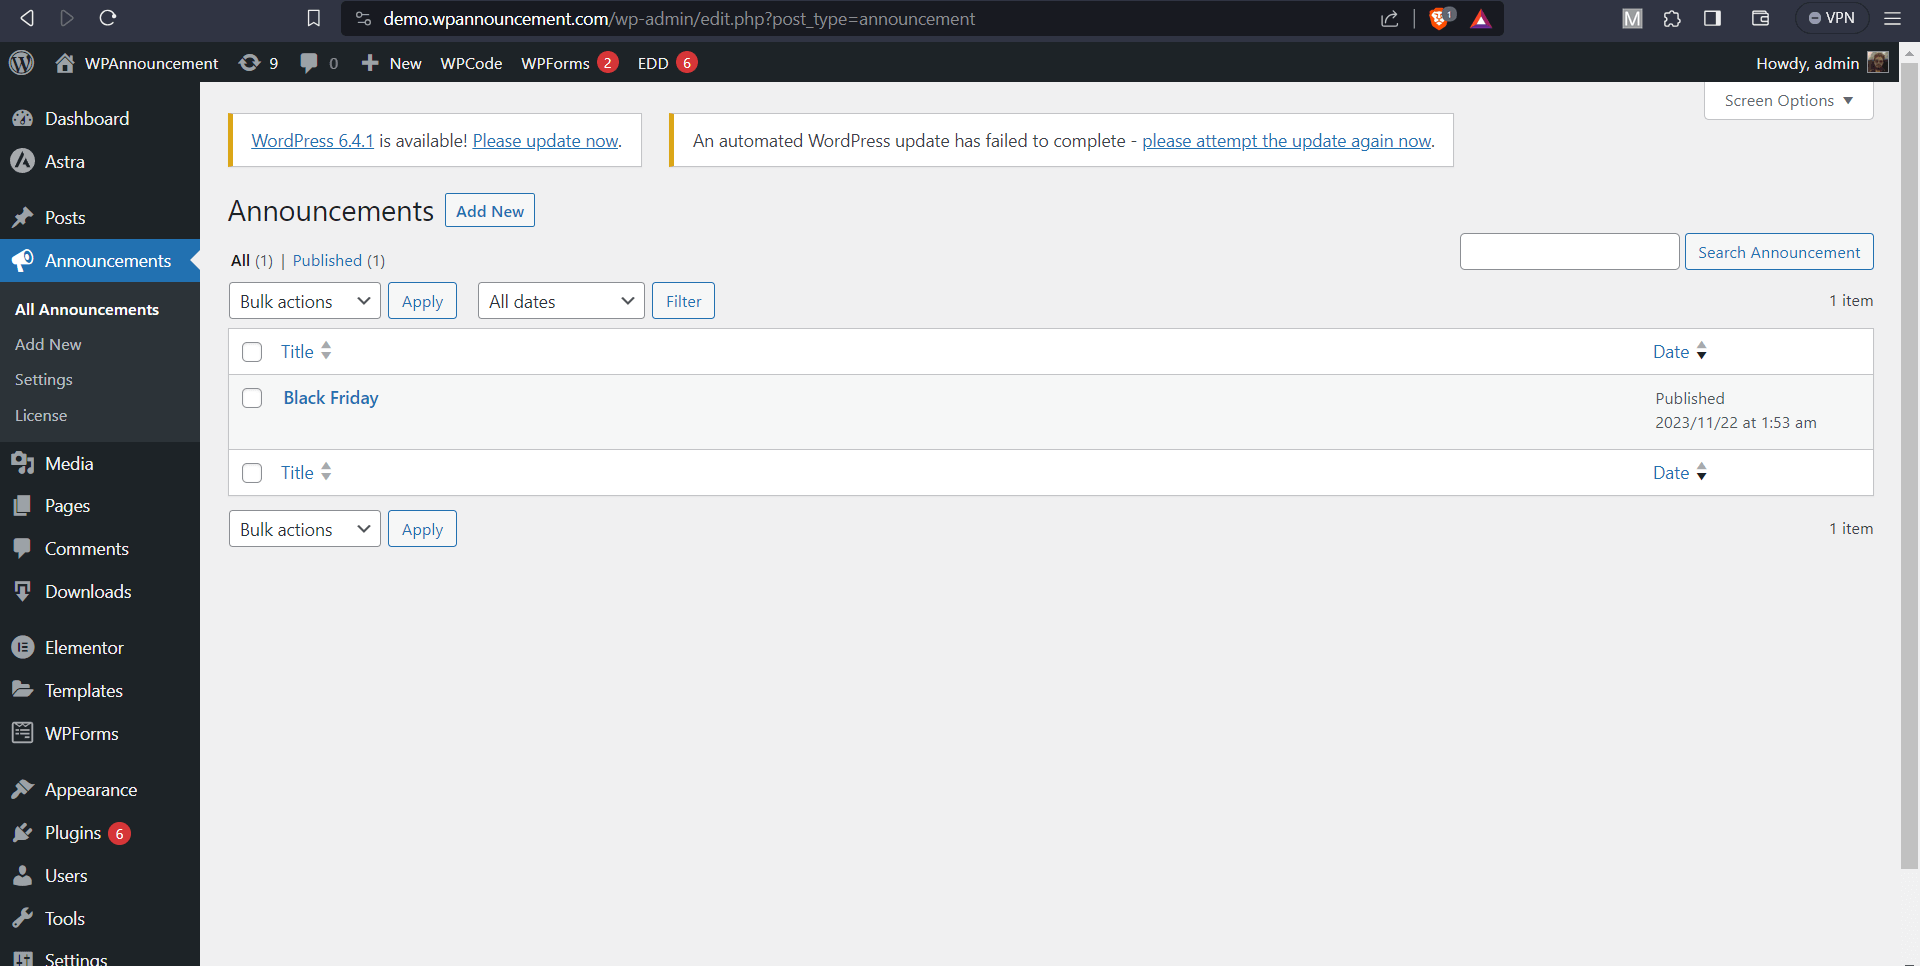 demo.wpannouncement.com/wp-admin/edit.php?post_type=announcement
1
M
VPN
WPAnnouncement 9 0 New WPCode WPForms 2 EDD 6
Howdy, admin
Dashboard
Astra
Posts
Announcements
All Announcements
Add New
Settings
License
Media
Pages
Comments
Downloads
Elementor
Templates
WPForms
Appearance
Plugins 6
Users
Tools
Settings
Screen Options
WordPress 6.4.1 is available! Please update now.
An automated WordPress update has failed to complete - please attempt the update again now.
Announcements Add New
All (1) | Published (1)
Search Announcement
Bulk actions Apply All dates Filter
1 item
Title Date
Black Friday
Published
2023/11/22 at 1:53 am
Title Date
Bulk actions Apply
1 item